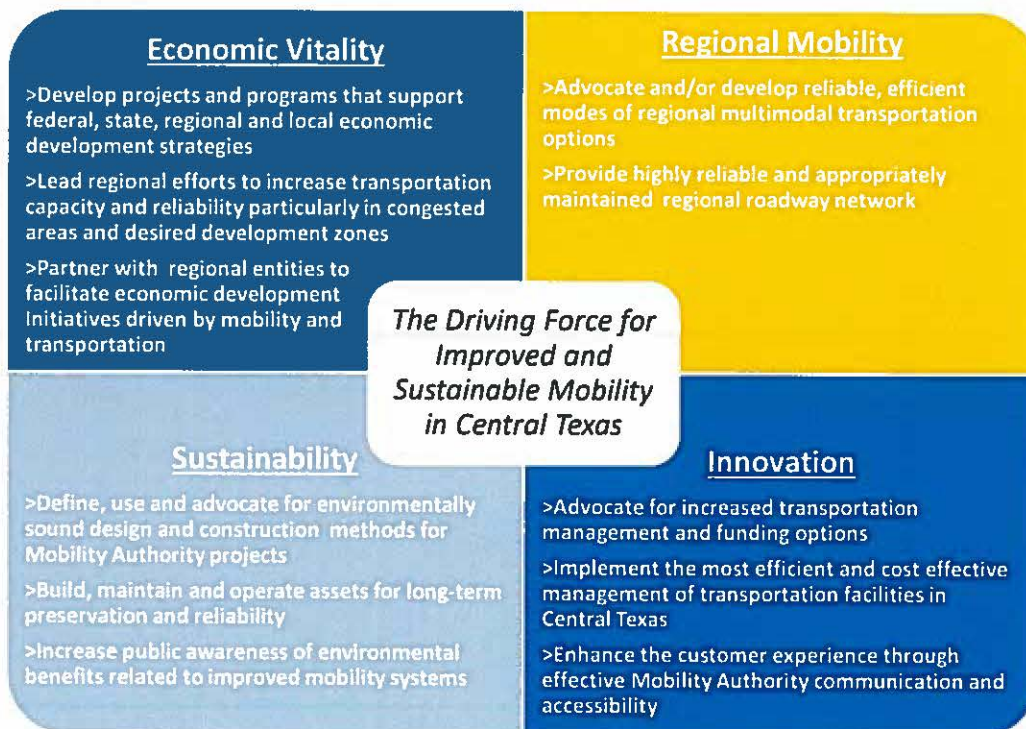 Economic Vitality
>Develop projects and programs that support
federal, state, regional and local economic
development strategies
>Lead regional efforts to increase transportation
capacity and reliability particularly in congested
areas and desired development zones
>Partner with regional entities to
facilitate economic development
Initiatives driven by mobility and
transportation
Regional Mobility
>Advocate and/or develop reliable, efficient
modes of regional multimodal transportation
options
>Provide highly reliable and appropriately
maintained regional roadway network
The Driving Force for
Improved and
Sustainable Mobility
in Central Texas
Sustainability
>Define, use and advocate for environmentally
sound design and construction methods for
Mobility Authority projects
>Build, maintain and operate assets for long-term
preservation and reliability
>Increase public awareness of environmental
benefits related to improved mobility systems
Innovation
>Advocate for increased transportation
management and funding options
>Implement the most efficient and cost effective
management of transportation facilities in
Central Texas
>Enhance the customer experience through
effective Mobility Authority communication and
accessibility